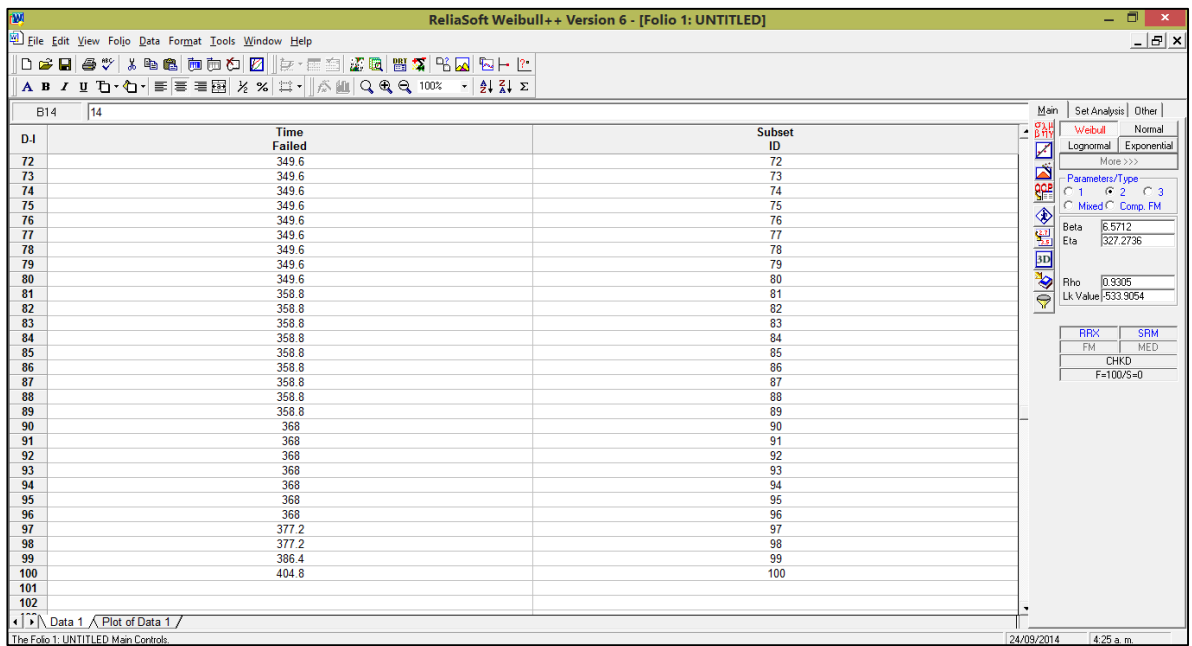 ReliaSoft Weibull++ Version 6 - [Folio 1: UNTITLED]
File Edit View Folio Data Format Tools Window Help
A B I U 100%
B14 14
D-I Time Failed Subset ID
72 349.6 72
73 349.6 73
74 349.6 74
75 349.6 75
76 349.6 76
77 349.6 77
78 349.6 78
79 349.6 79
80 349.6 80
81 358.8 81
82 358.8 82
83 358.8 83
84 358.8 84
85 358.8 85
86 358.8 86
87 358.8 87
88 358.8 88
89 358.8 89
90 368 90
91 368 91
92 368 92
93 368 93
94 368 94
95 368 95
96 368 96
97 377.2 97
98 377.2 98
99 386.4 99
100 404.8 100
101
102
Data 1 Plot of Data 1
Main Set Analysis Other
Weibull Normal
Lognormal Exponential
More >>>
Parameters/Type
1 2 3
Mixed Comp. FM
Beta 6.5712
Eta 327.2736
Rho 0.9305
Lk Value -533.9054
RRX SRM
FM MED
CHKD
F=100/S=0
The Folio 1: UNTITLED Main Controls. 24/09/2014 4:25 a. m.